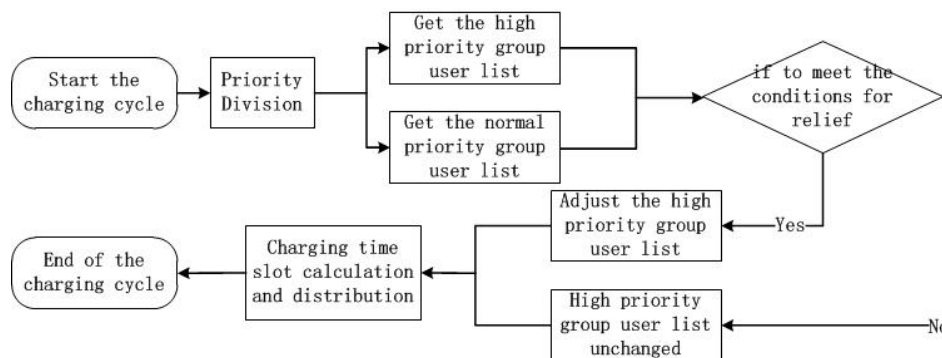 Start the
charging cycle
Priority
Division
Get the high
priority group
user list
Get the normal
priority group
user list
if to meet the
conditions for
relief
Yes
Adjust the high
priority group
user list
No
High priority
group user list
unchanged
Charging time
slot calculation
and distribution
End of the
charging cycle